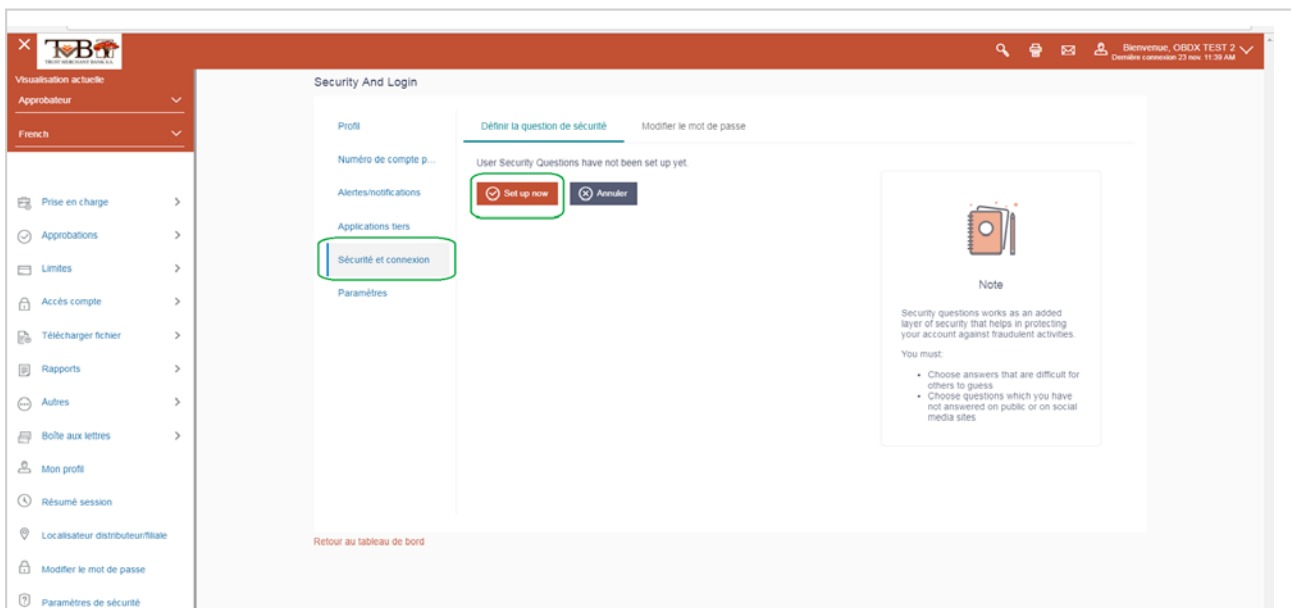 TMB
TRUST MERCHANT BANK S.A.
Bienvenue, OBDX TEST 2
Dernière connexion 23 nov. 11:39 AM
Visualisation actuelle
Approbateur
French
Prise en charge
Approbations
Limites
Accès compte
Télécharger fichier
Rapports
Autres
Boîte aux lettres
Mon profil
Résumé session
Localisateur distributeur/filiale
Modifier le mot de passe
Paramètres de sécurité
Security And Login
Profil
Numéro de compte p...
Alertes/notifications
Applications tiers
Sécurité et connexion
Paramètres
Définir la question de sécurité
Modifier le mot de passe
User Security Questions have not been set up yet.
Set up now
Annuler
Note
Security questions works as an added
layer of security that helps in protecting
your account against fraudulent activities.
You must:
• Choose answers that are difficult for
others to guess
• Choose questions which you have
not answered on public or on social
media sites
Retour au tableau de bord